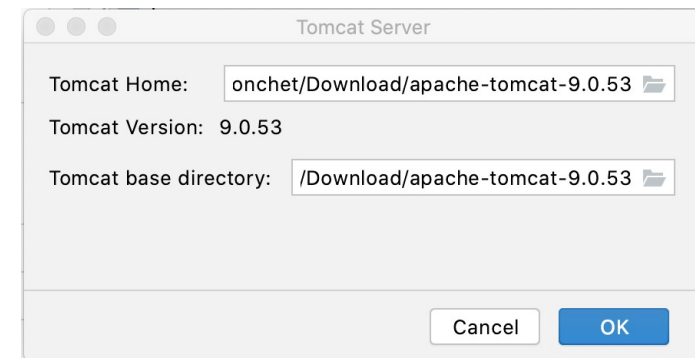 Tomcat Server
Tomcat Home: onchet/Download/apache-tomcat-9.0.53
Tomcat Version: 9.0.53
Tomcat base directory: /Download/apache-tomcat-9.0.53
Cancel OK